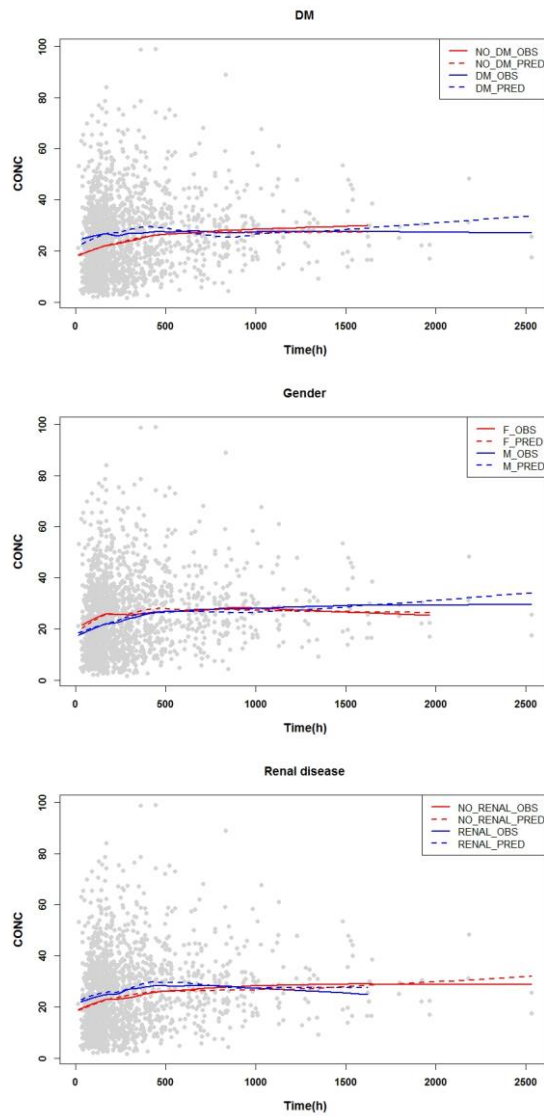 DM
NO_DM_OBS
NO_DM_PRED
DM_OBS
DM_PRED
CONC
100
80
60
40
20
0
0 500 1000 1500 2000 2500
Time(h)
Gender
F_OBS
F_PRED
M_OBS
M_PRED
CONC
100
80
60
40
20
0
0 500 1000 1500 2000 2500
Time(h)
Renal disease
NO_RENAL_OBS
NO_RENAL_PRED
RENAL_OBS
RENAL_PRED
CONC
100
80
60
40
20
0
0 500 1000 1500 2000 2500
Time(h)